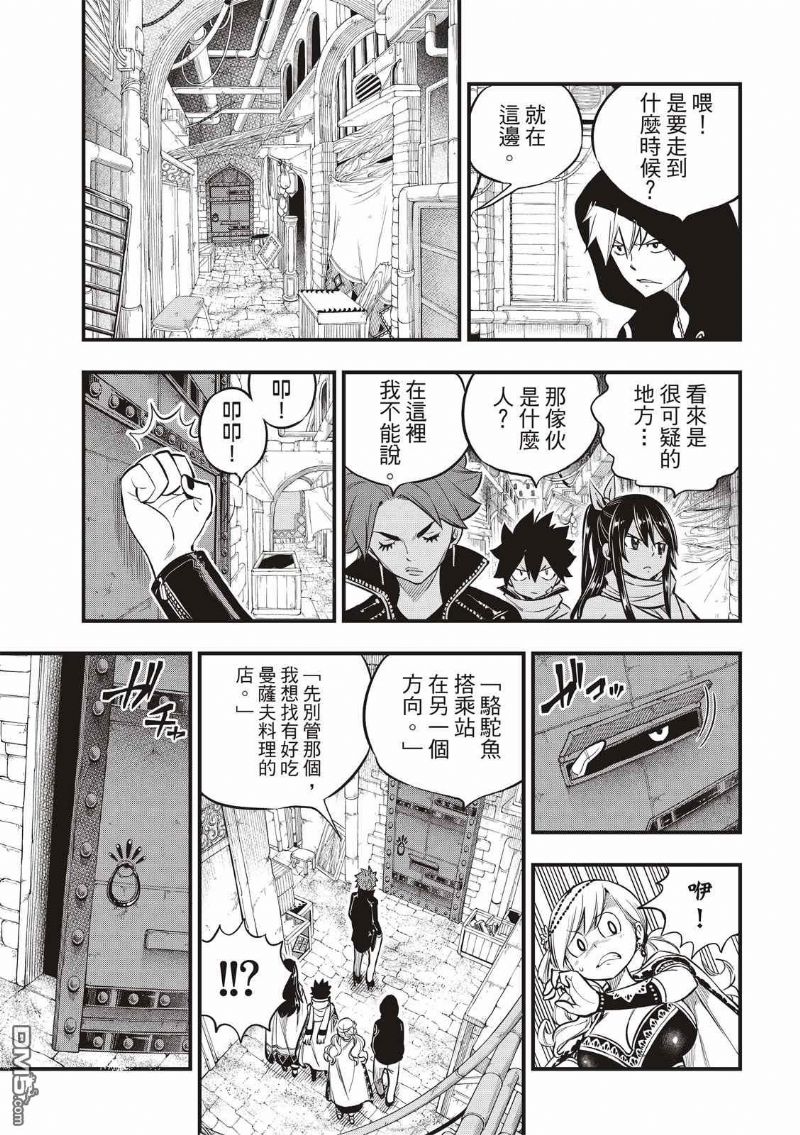 喂！
是要走到
什麼時候？
就在
這邊。
看來是
很可疑的
地方…
那傢伙
是什麼
人？
在這裡
我不能說。
叩！
叩叩！
ガコッ
咿！
「駱駝魚
搭乘站
在另一個
方向。」
「先別管那個，
我想找有好吃
曼薩夫料理的
店。」
!!?
ガチャ
DM5.com